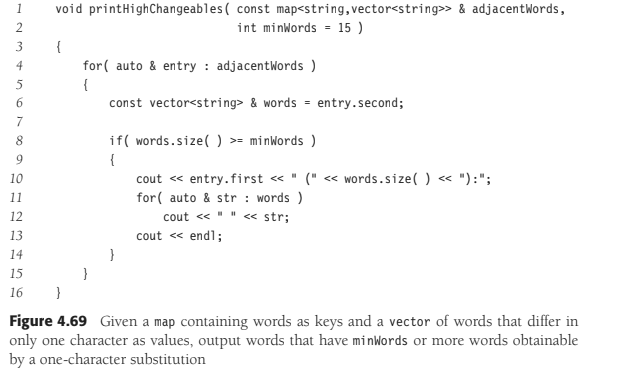 1 void printHighChangeables( const map<string,vector<string>> & adjacentWords,
2 int minWords = 15 )
3 {
4 for( auto & entry : adjacentWords )
5 {
6 const vector<string> & words = entry.second;
7
8 if( words.size( ) >= minWords )
9 {
10 cout << entry.first << " (" << words.size( ) << "):";
11 for( auto & str : words )
12 cout << " " << str;
13 cout << endl;
14 }
15 }
16 }
Figure 4.69 Given a map containing words as keys and a vector of words that differ in
only one character as values, output words that have minWords or more words obtainable
by a one-character substitution